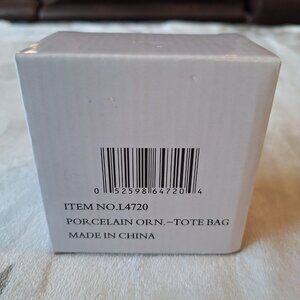 0 52598 64720 4
ITEM NO.L4720
PORCELAIN ORN.-TOTE BAG
MADE IN CHINA